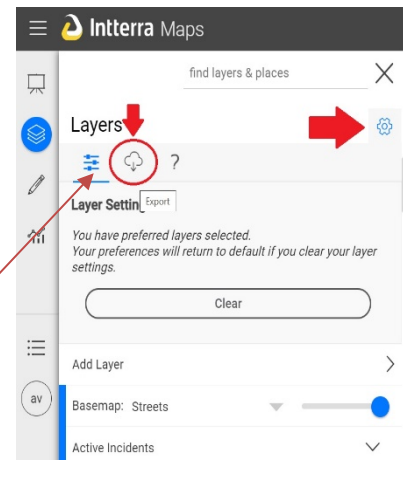 Intterra Maps
find layers & places
Layers
?
Layer Settin
Export
You have preferred layers selected.
Your preferences will return to default if you clear your layer
settings.
Clear
Add Layer
Basemap: Streets
av
Active Incidents